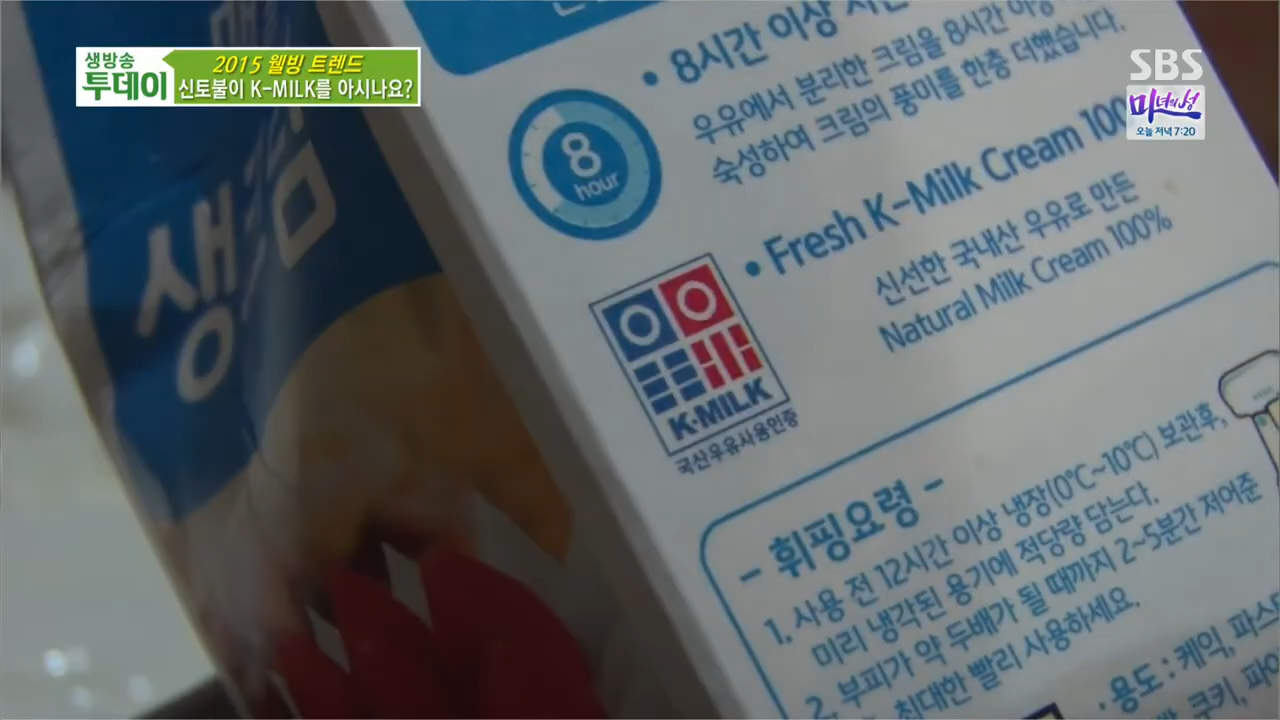 생방송
투데이
2015 웰빙 트렌드
신토불이 K-MILK를 아시나요?
SBS
마녀의 성
오늘 저녁 7:20
생크림
8
hour
• 8시간 이상
우유에서 분리한 크림을 8시간 이상
숙성하여 크림의 풍미를 한층 더했습니다.
• Fresh K-Milk Cream 100
신선한 국내산 우유로 만든
Natural Milk Cream 100%
우유
K·MILK
국산우유사용인증
- 휘핑요령 -
1. 사용 전 12시간 이상 냉장(0°C~10°C) 보관후,
미리 냉각된 용기에 적당량 담는다.
2. 부피가 약 두배가 될 때까지 2~5분간 저어준
최대한 빨리 사용하세요.
· 용도 : 케익, 파스
쿠키, 파이